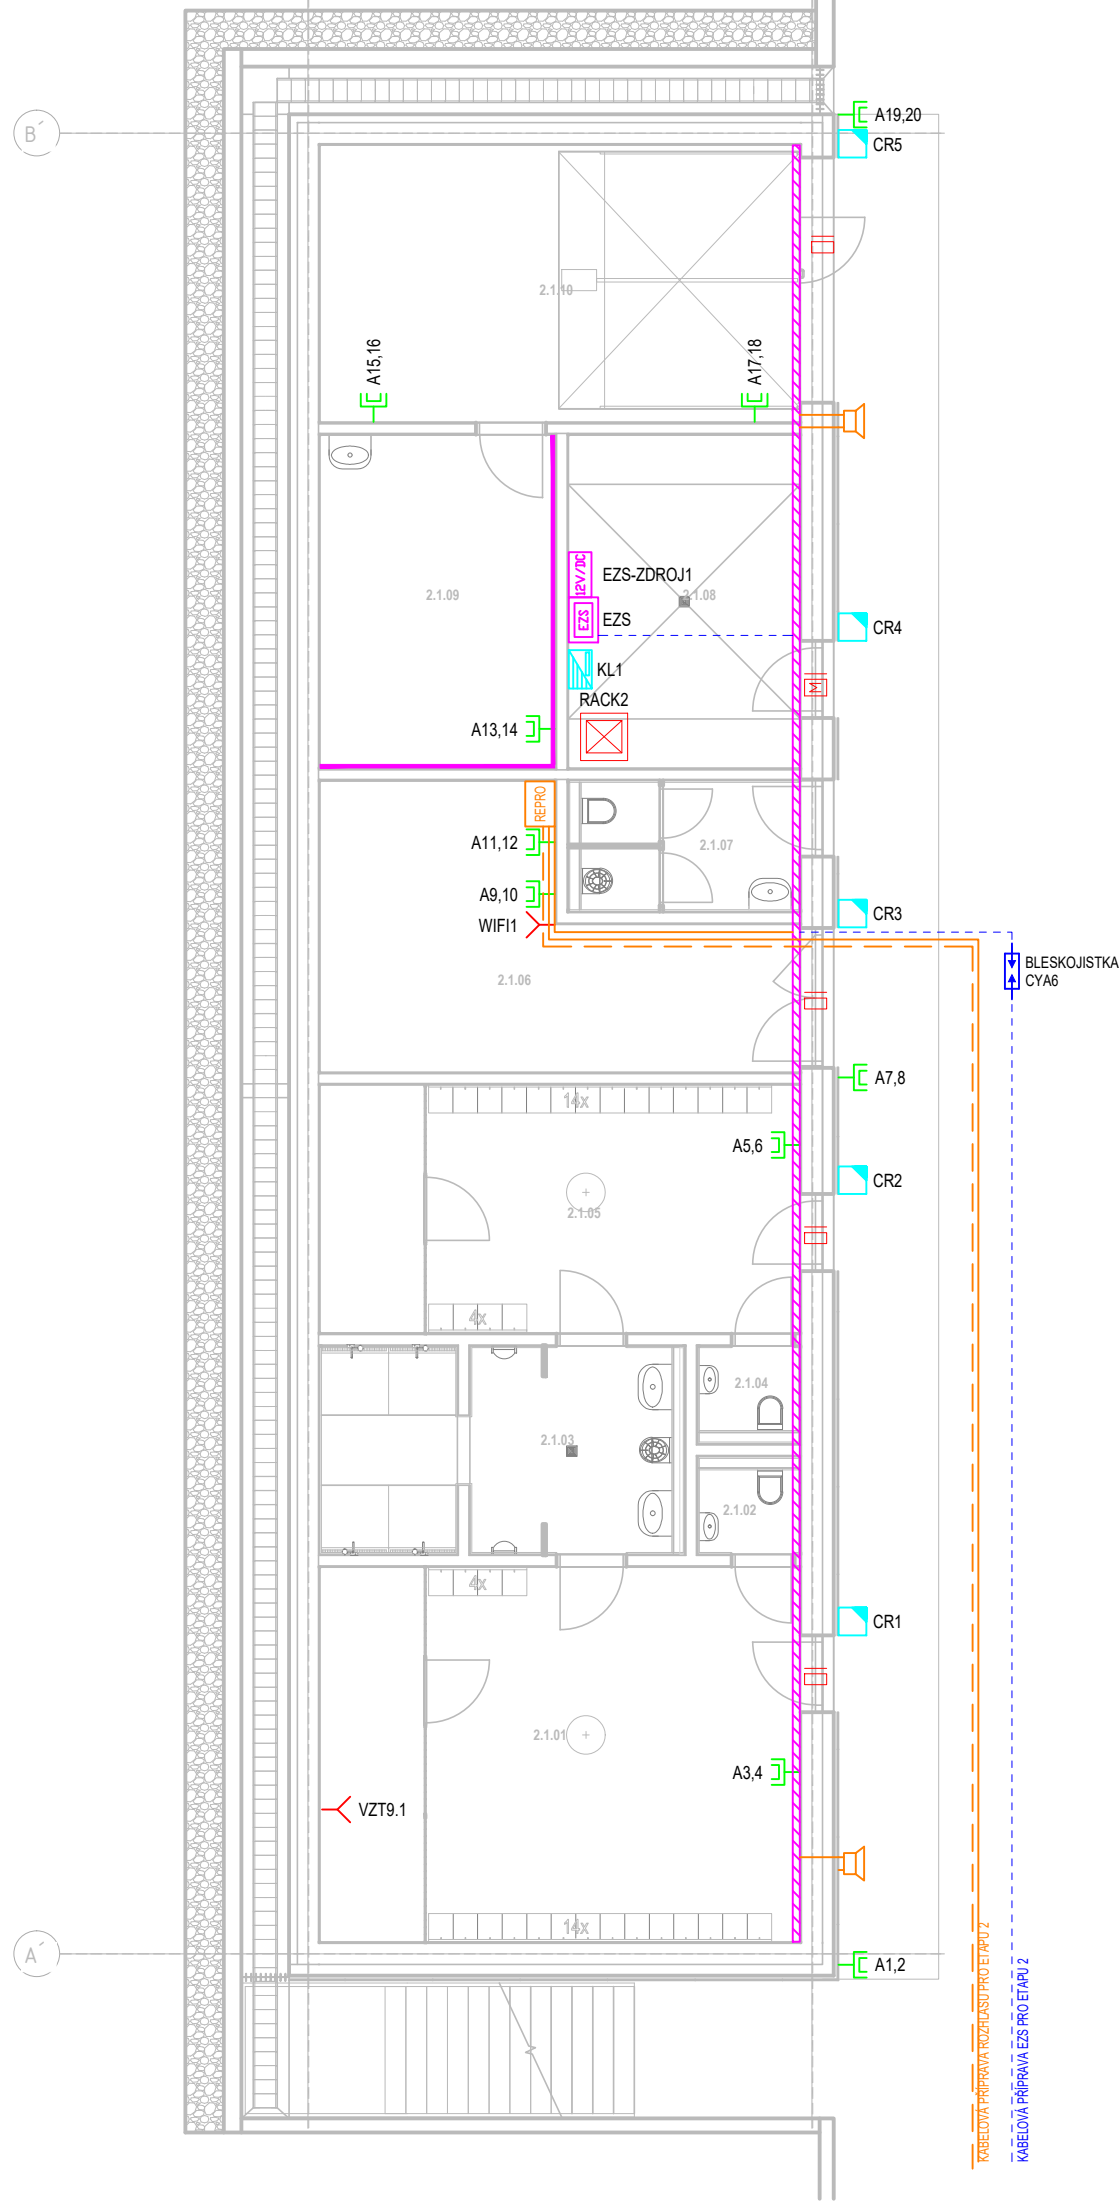 A19,20
B´
CR5
2.1.10
A15,16
A17,18
12V/DC
EZS-ZDROJ1
2.1.09
2.1.08
EZS
EZS
CR4
KL1
M
RACK2
A13,14
REPRO
A11,12
2.1.07
A9,10
CR3
WIFI1
BLESKOJISTKA
CYA6
2.1.06
A7,8
14x
A5,6
CR2
2.1.05
4x
2.1.04
2.1.03
2.1.02
4x
CR1
2.1.01
A3,4
VZT9.1
14x
A´
A1,2
KABELOVÁ PŘÍPRAVA ROZHLASU PRO ETAPU 2
KABELOVÁ PŘÍPRAVA EZS PRO ETAPU 2